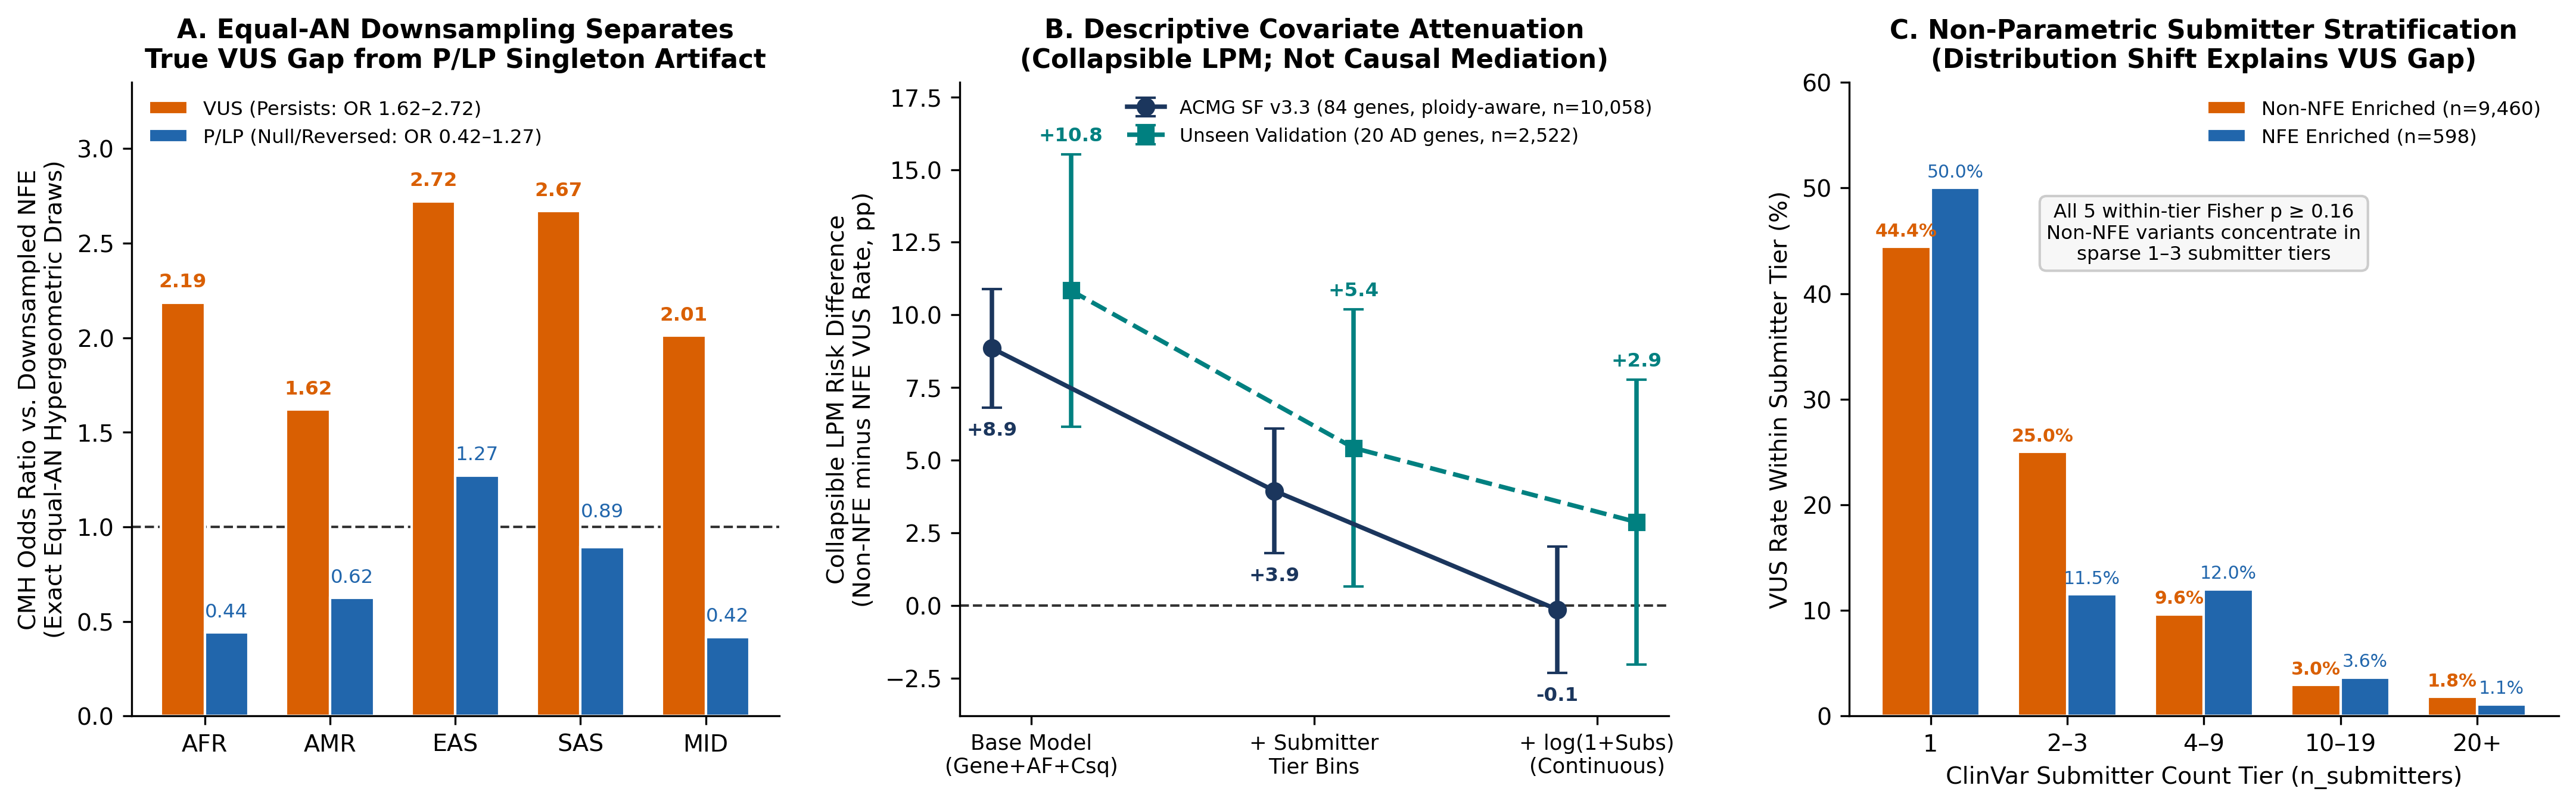 A. Equal-AN Downsampling Separates
True VUS Gap from P/LP Singleton Artifact
CMH Odds Ratio vs. Downsampled NFE
(Exact Equal-AN Hypergeometric Draws)
VUS (Persists: OR 1.62–2.72)
P/LP (Null/Reversed: OR 0.42–1.27)
3.0
2.5
2.0
1.5
1.0
0.5
0.0
2.19
0.44
1.62
0.62
2.72
1.27
2.67
0.89
2.01
0.42
AFR
AMR
EAS
SAS
MID
B. Descriptive Covariate Attenuation
(Collapsible LPM; Not Causal Mediation)
Collapsible LPM Risk Difference
(Non-NFE minus NFE VUS Rate, pp)
ACMG SF v3.3 (84 genes, ploidy-aware, n=10,058)
Unseen Validation (20 AD genes, n=2,522)
17.5
15.0
12.5
10.0
7.5
5.0
2.5
0.0
−2.5
+10.8
+8.9
+5.4
+3.9
+2.9
-0.1
Base Model
(Gene+AF+Csq)
+ Submitter
Tier Bins
+ log(1+Subs)
(Continuous)
C. Non-Parametric Submitter Stratification
(Distribution Shift Explains VUS Gap)
VUS Rate Within Submitter Tier (%)
Non-NFE Enriched (n=9,460)
NFE Enriched (n=598)
All 5 within-tier Fisher p ≥ 0.16
Non-NFE variants concentrate in
sparse 1–3 submitter tiers
60
50
40
30
20
10
0
44.4%
50.0%
25.0%
11.5%
9.6%
12.0%
3.0%
3.6%
1.8%
1.1%
1
2–3
4–9
10–19
20+
ClinVar Submitter Count Tier (n_submitters)